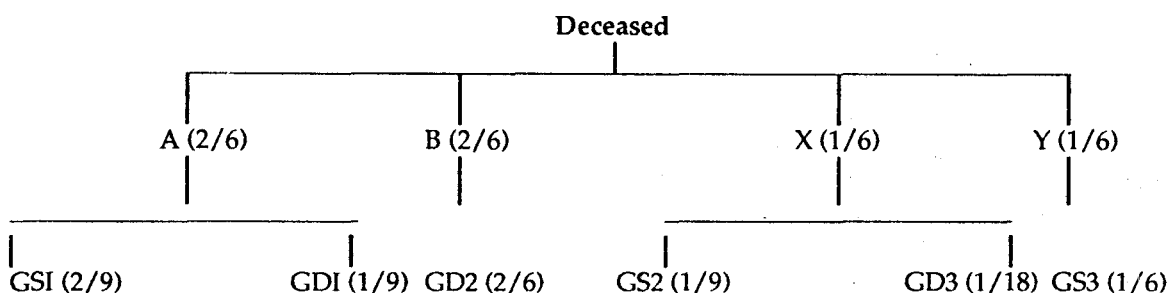 Deceased
A (2/6) B (2/6) X (1/6) Y (1/6)
GSI (2/9) GDI (1/9) GD2 (2/6) GS2 (1/9) GD3 (1/18) GS3 (1/6)